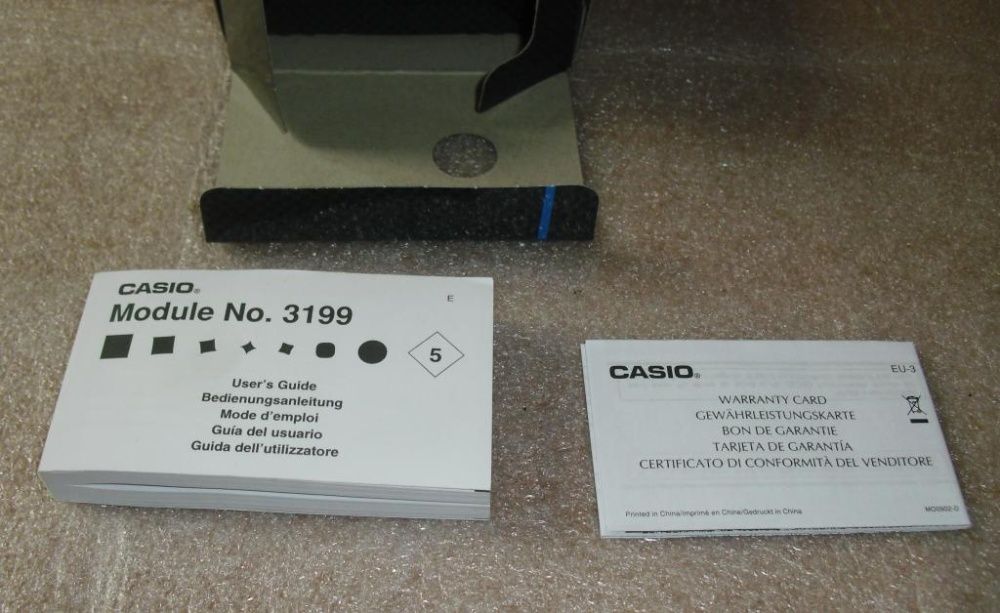 CASIO®
E
Module No. 3199
5
User's Guide
Bedienungsanleitung
Mode d'emploi
Guía del usuario
Guida dell'utilizzatore
CASIO®
EU-3
WARRANTY CARD
GEWÄHRLEISTUNGSKARTE
BON DE GARANTIE
TARJETA DE GARANTÍA
CERTIFICATO DI CONFORMITÀ DEL VENDITORE
Printed in China/Imprimé en China/Gedruckt in China
MO0902-D